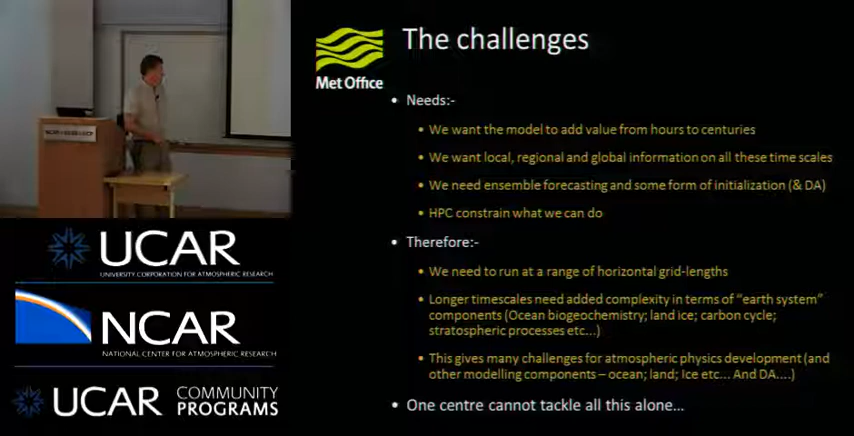 The challenges
Met Office
• Needs:-
• We want the model to add value from hours to centuries
• We want local, regional and global information on all these time scales
• We need ensemble forecasting and some form of initialization (& DA)
• HPC constrain what we can do
• Therefore:-
• We need to run at a range of horizontal grid-lengths
• Longer timescales need added complexity in terms of “earth system”
components (Ocean biogeochemistry; land ice; carbon cycle;
stratospheric processes etc...)
• This gives many challenges for atmospheric physics development (and
other modelling components – ocean; land; Ice etc... And DA....)
• One centre cannot tackle all this alone…
UCAR
UNIVERSITY CORPORATION FOR ATMOSPHERIC RESEARCH
NCAR
NATIONAL CENTER FOR ATMOSPHERIC RESEARCH
UCAR COMMUNITY
PROGRAMS